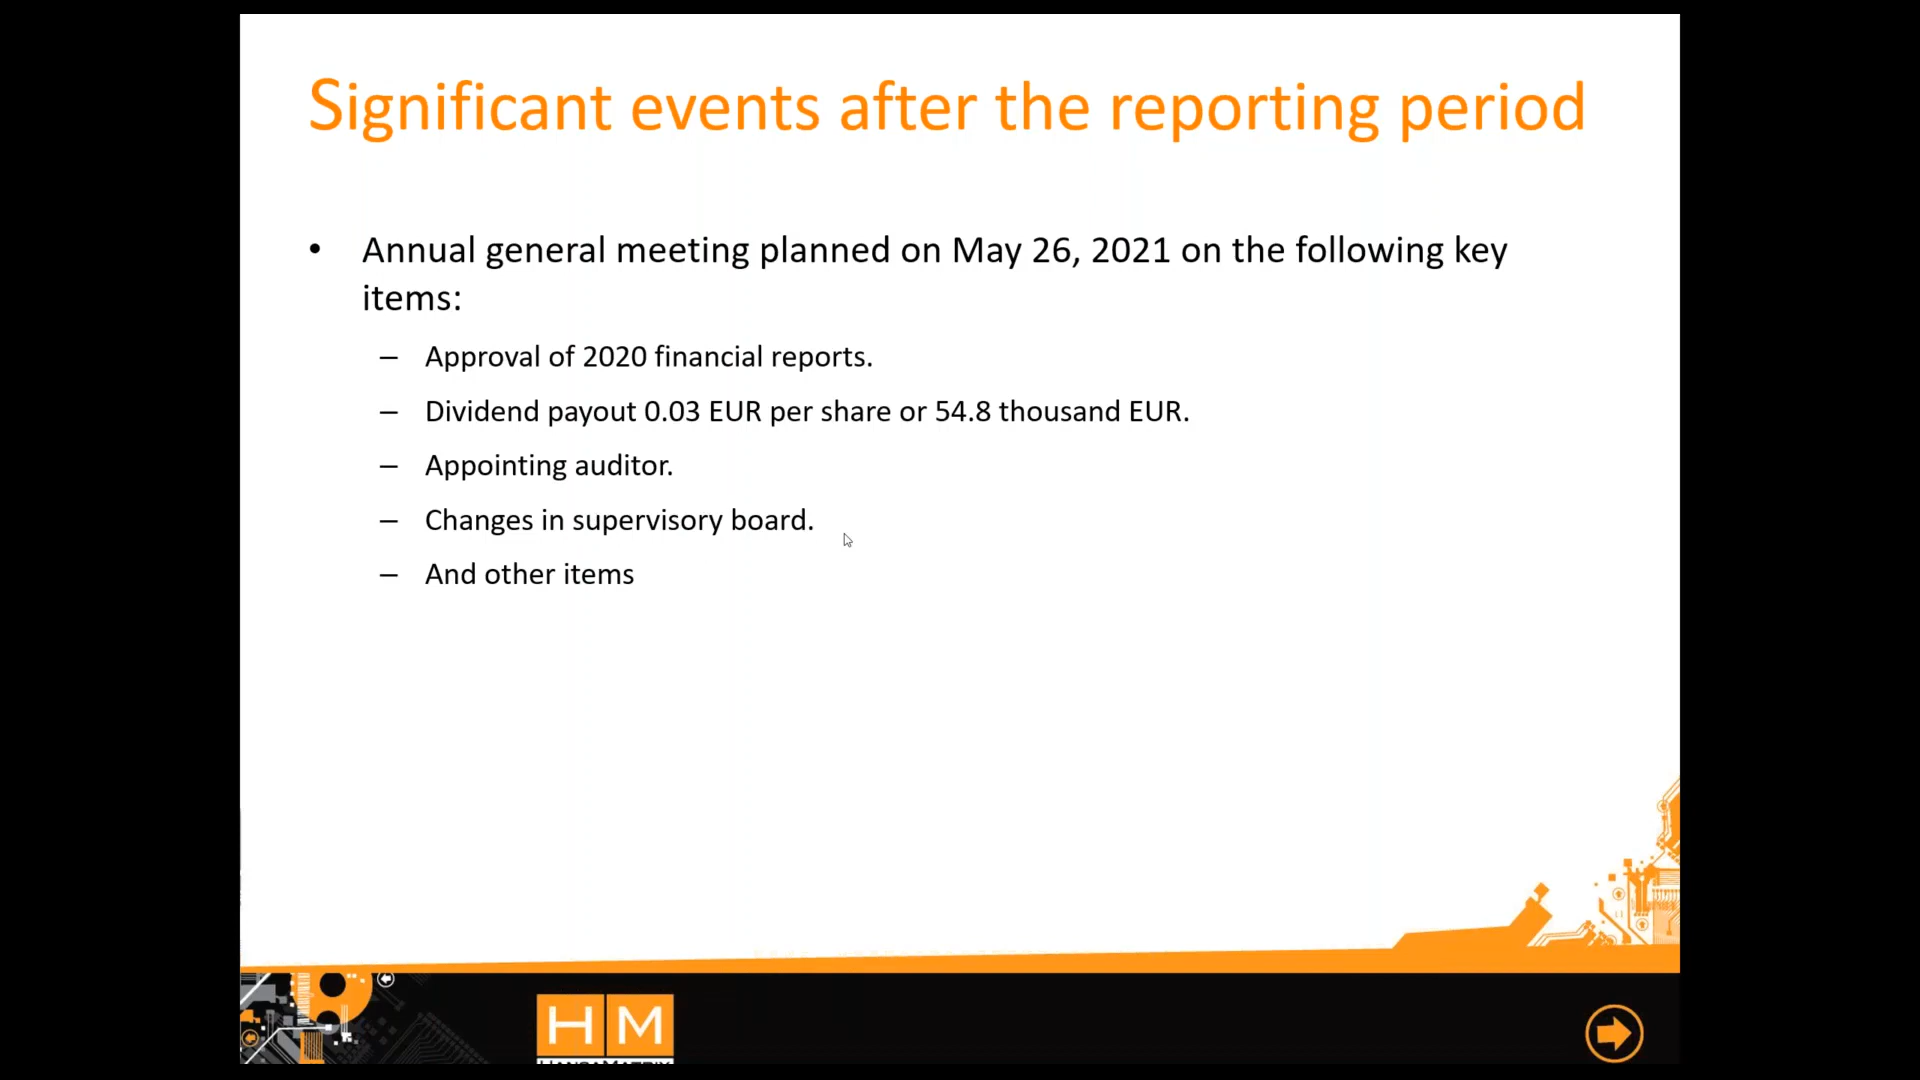 Significant events after the reporting period
• Annual general meeting planned on May 26, 2021 on the following key
items:
– Approval of 2020 financial reports.
– Dividend payout 0.03 EUR per share or 54.8 thousand EUR.
– Appointing auditor.
– Changes in supervisory board.
– And other items
HM